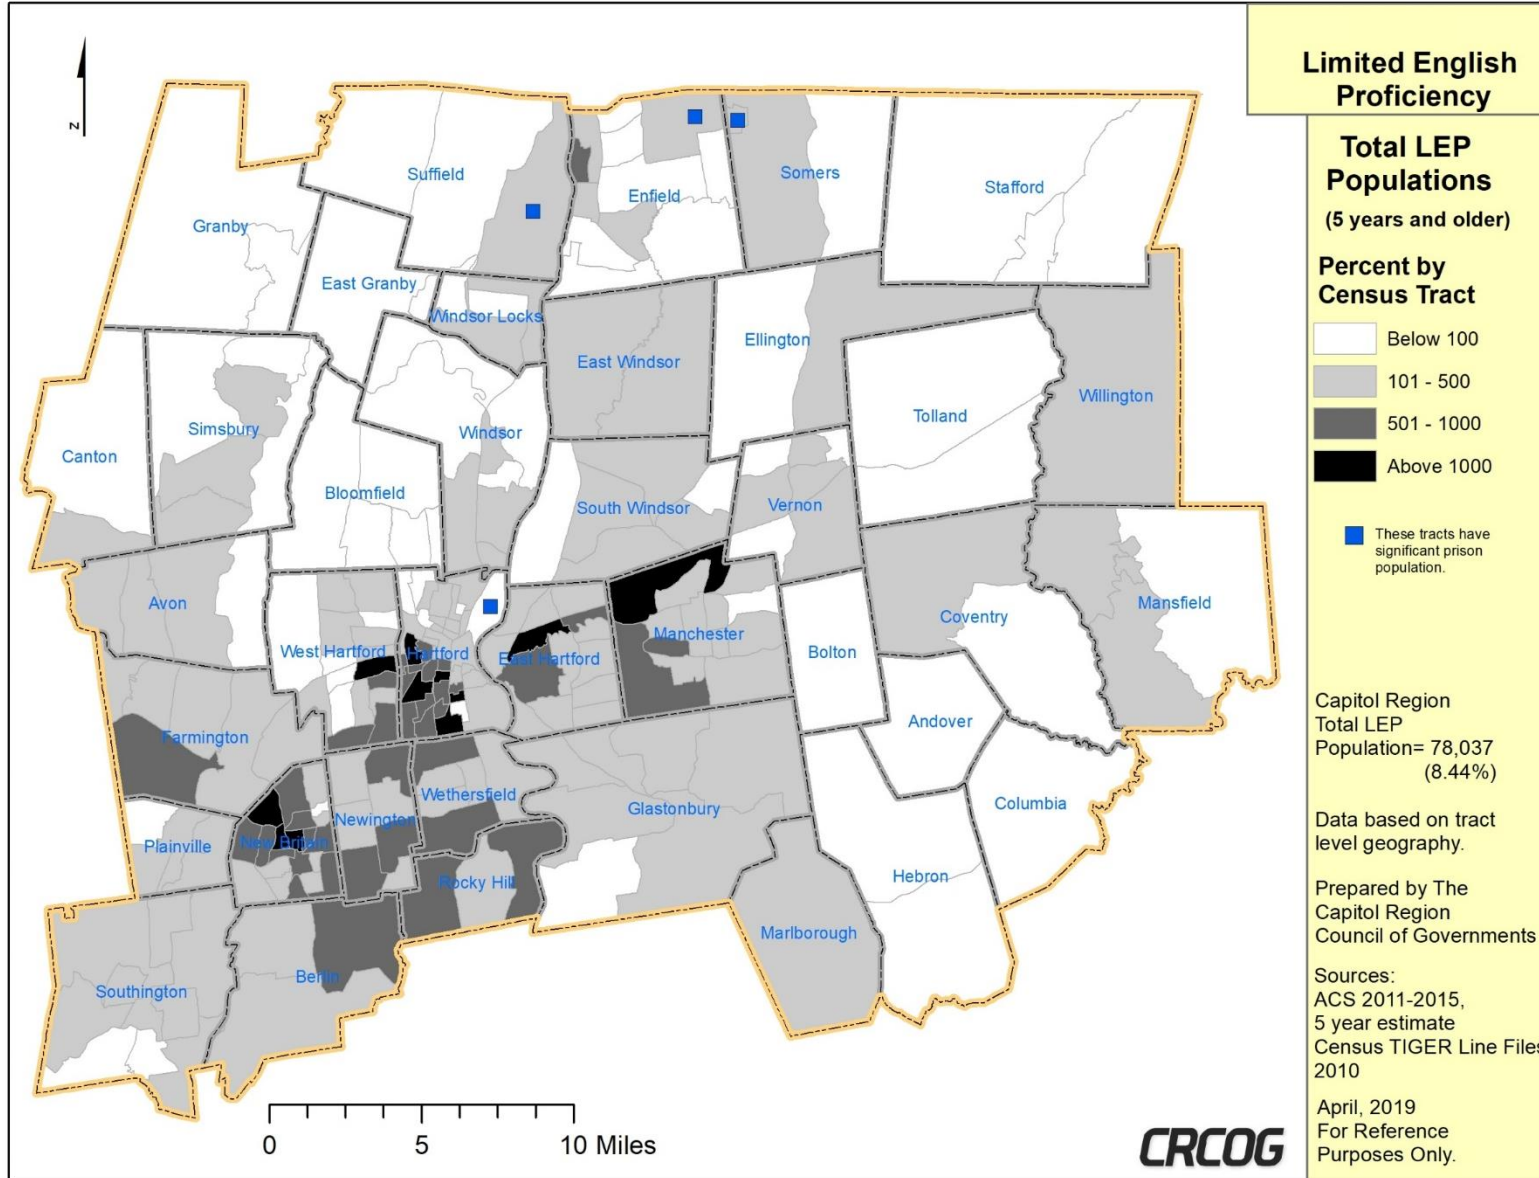 Limited English
Proficiency
Total LEP
Populations
(5 years and older)
Percent by
Census Tract
Below 100
101 - 500
501 - 1000
Above 1000
These tracts have
significant prison
population.
Capitol Region
Total LEP
Population= 78,037
(8.44%)
Data based on tract
level geography.
Prepared by The
Capitol Region
Council of Governments
Sources:
ACS 2011-2015,
5 year estimate
Census TIGER Line Files
2010
April, 2019
For Reference
Purposes Only.
N
Suffield
Enfield
Somers
Stafford
Granby
East Granby
Windsor Locks
East Windsor
Ellington
Willington
Tolland
Simsbury
Windsor
Canton
Bloomfield
South Windsor
Vernon
Avon
Mansfield
Coventry
West Hartford
Hartford
East Hartford
Manchester
Bolton
Andover
Farmington
Columbia
Wethersfield
Glastonbury
Newington
Plainville
New Britain
Rocky Hill
Hebron
Marlborough
Berlin
Southington
0 5 10 Miles
CRCOG